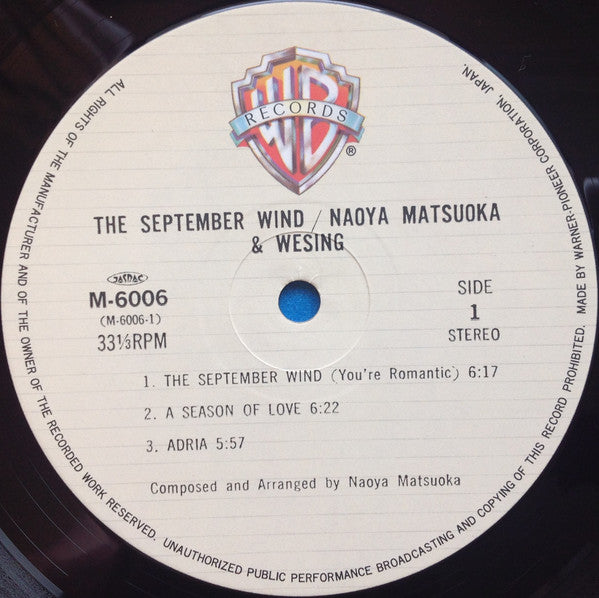 WB
RECORDS
®
THE SEPTEMBER WIND / NAOYA MATSUOKA
& WESING
JASRAC
M-6006
(M-6006-1)
33⅓RPM
SIDE
1
STEREO
1. THE SEPTEMBER WIND (You're Romantic) 6:17
2. A SEASON OF LOVE 6:22
3. ADRIA 5:57
Composed and Arranged by Naoya Matsuoka
ALL RIGHTS OF THE MANUFACTURER AND OF THE OWNER OF THE RECORDED WORK RESERVED. UNAUTHORIZED PUBLIC PERFORMANCE BROADCASTING AND COPYING OF THIS RECORD PROHIBITED. MADE BY WARNER-PIONEER CORPORATION, JAPAN.